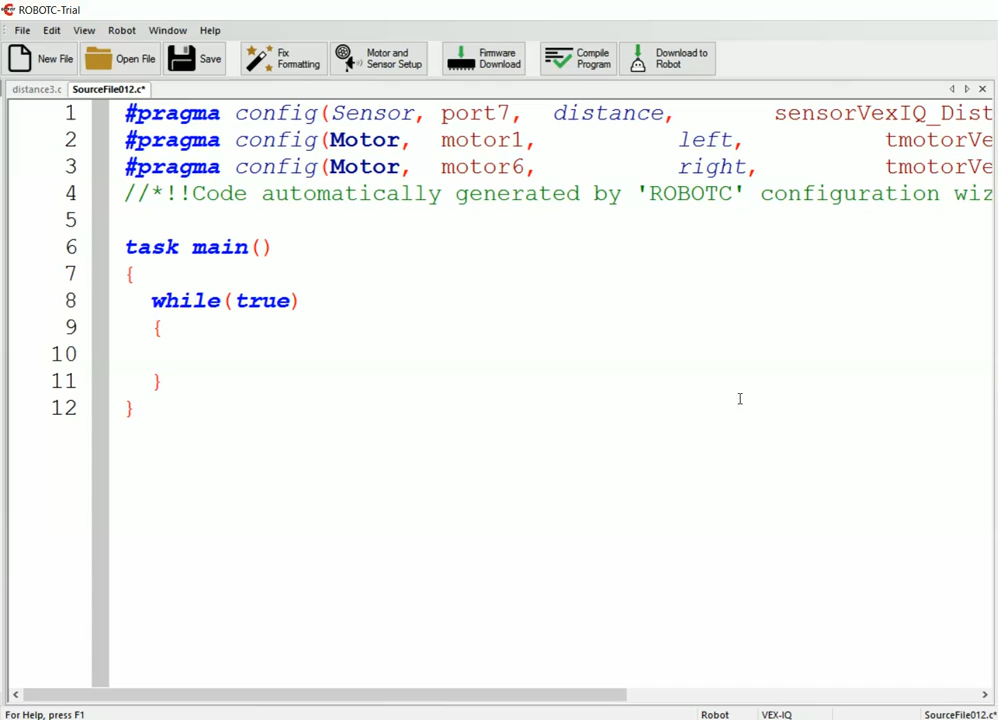 ROBOTC-Trial
File Edit View Robot Window Help
New File Open File Save Fix Formatting Motor and Sensor Setup Firmware Download Compile Program Download to Robot
distance3.c SourceFile012.c*
1 #pragma config(Sensor, port7, distance, sensorVexIQ_Dist
2 #pragma config(Motor, motor1, left, tmotorVe
3 #pragma config(Motor, motor6, right, tmotorVe
4 //*!!Code automatically generated by 'ROBOTC' configuration wiz
5
6 task main()
7 {
8 while(true)
9 {
10
11 }
12 }
For Help, press F1 Robot VEX-IQ SourceFile012.c*